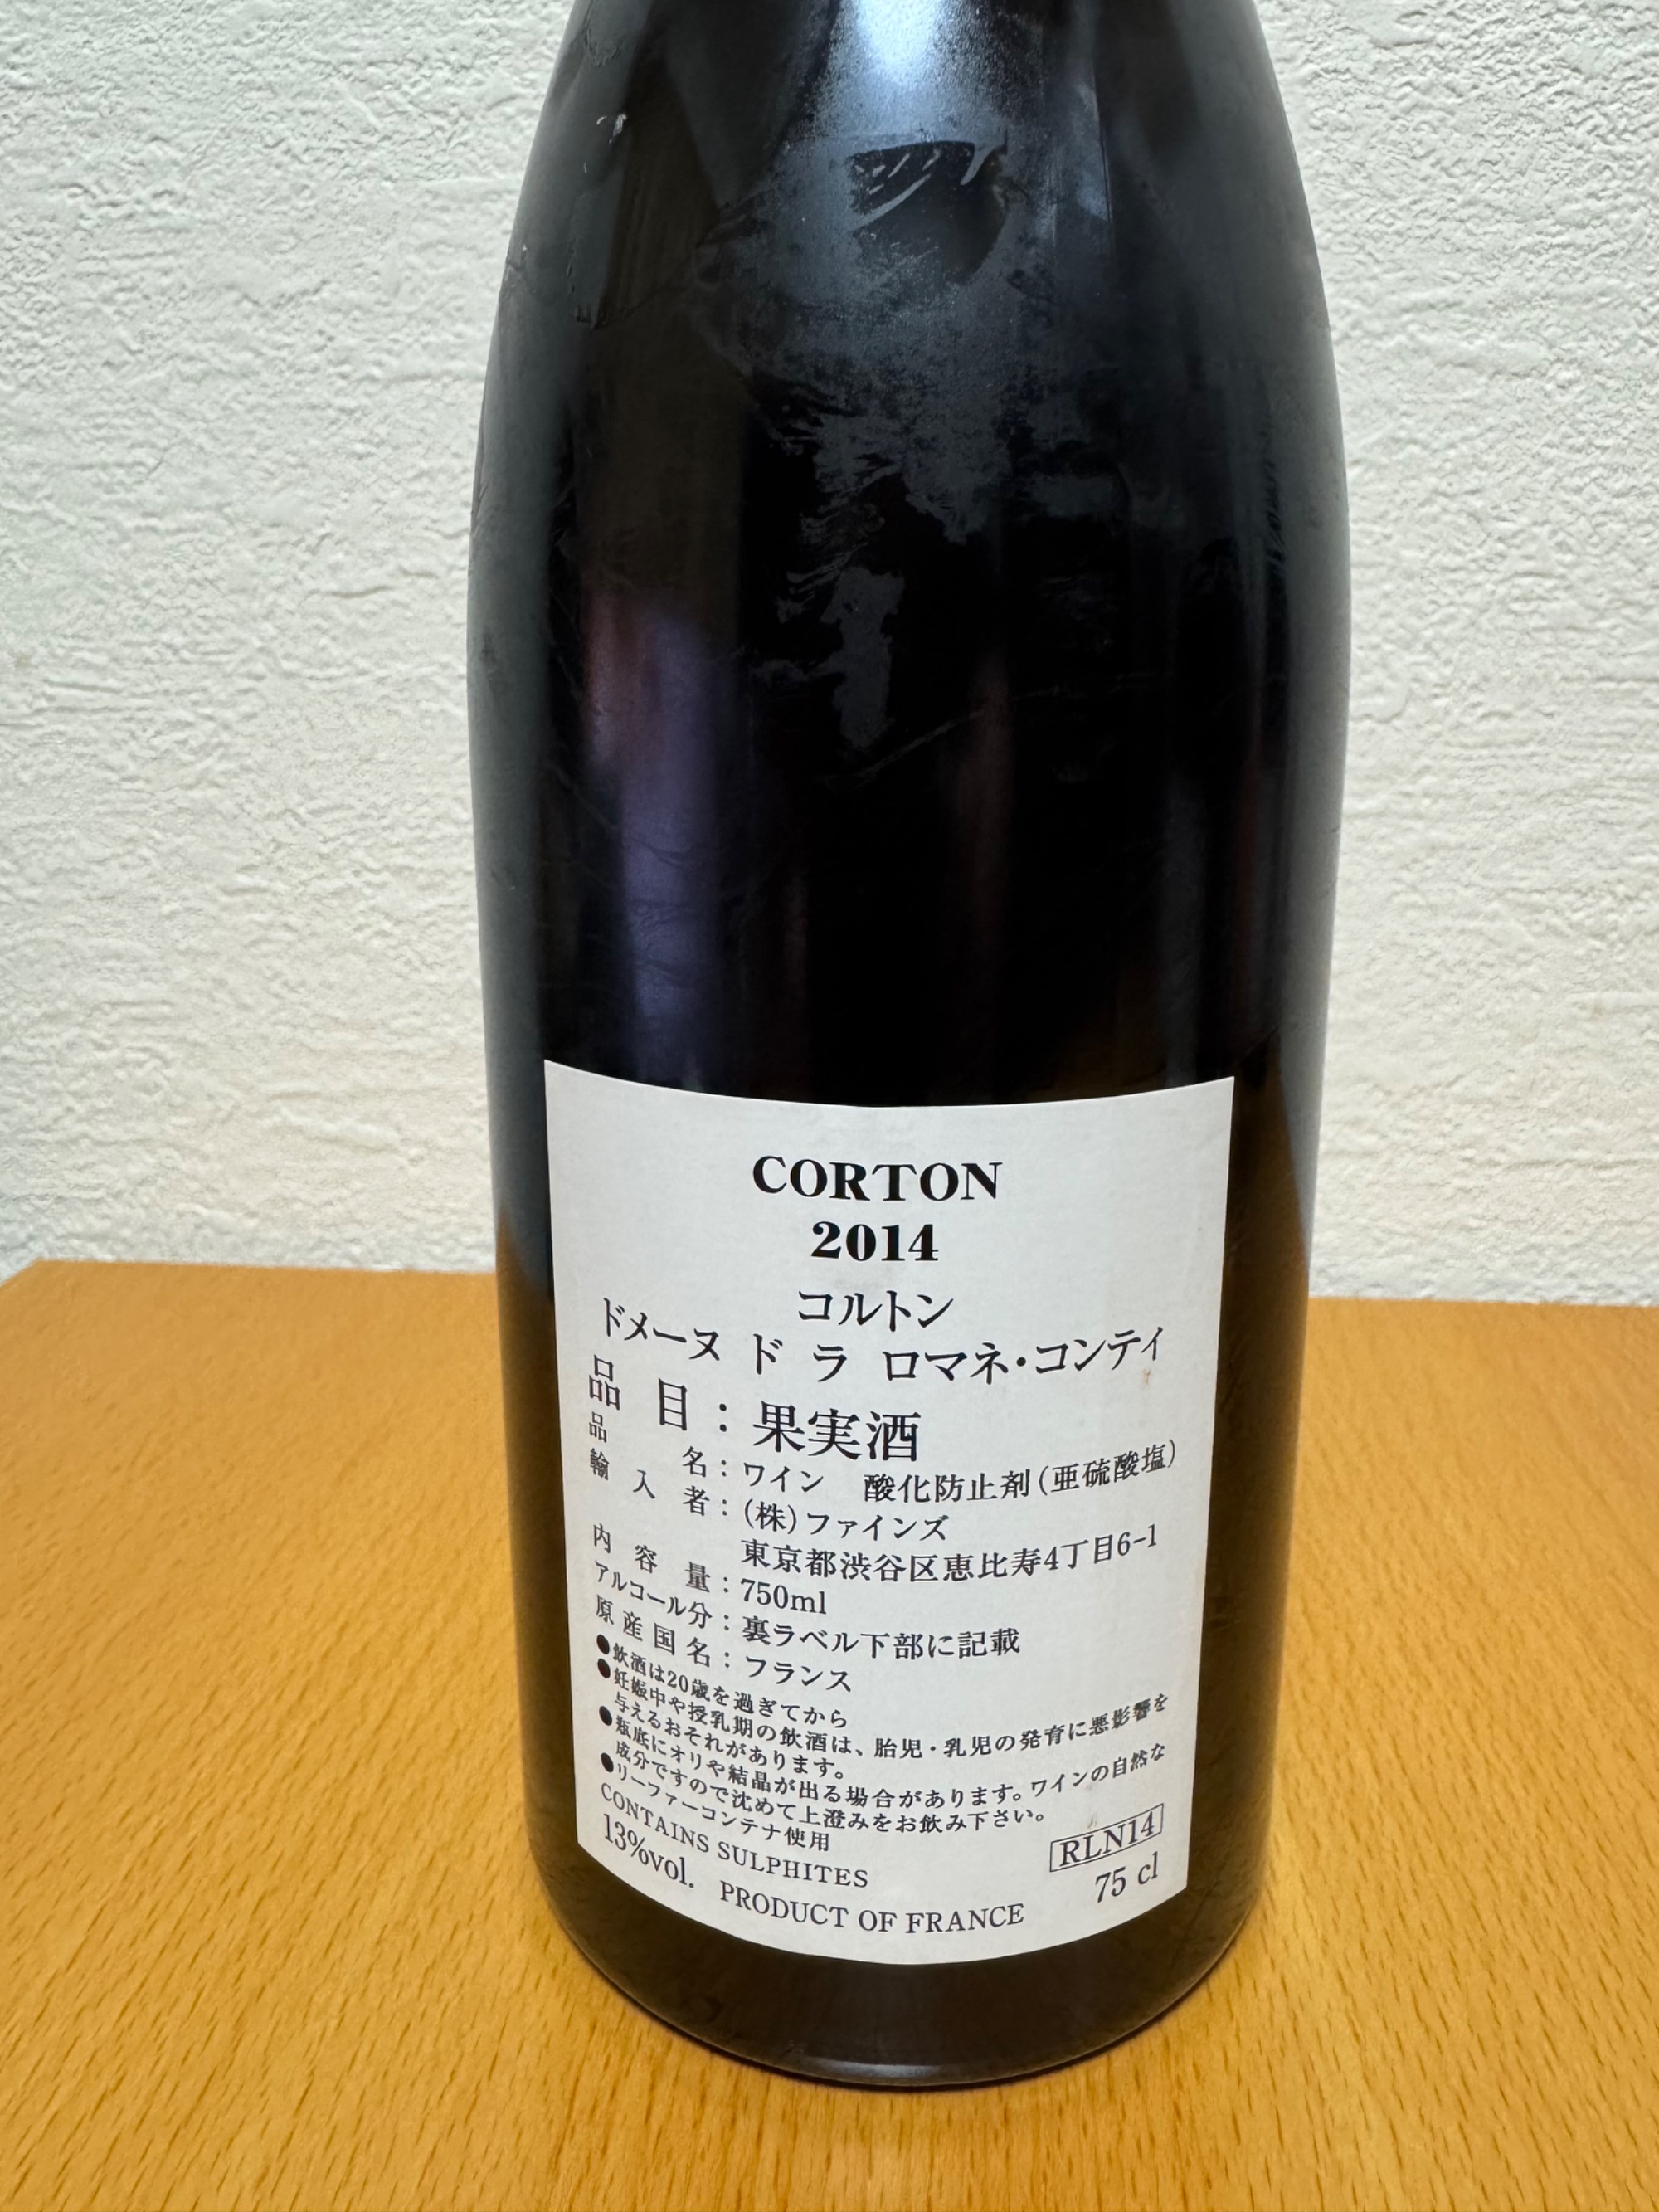 CORTON
2014
コルトン
ドメーヌ ド ラ ロマネ・コンティ
品目：果実酒
品名：ワイン 酸化防止剤(亜硫酸塩)
輸入者：(株)ファインズ
東京都渋谷区恵比寿4丁目6-1
内容量：750ml
アルコール分：裏ラベル下部に記載
原産国名：フランス
●飲酒は20歳を過ぎてから
●妊娠中や授乳期の飲酒は、胎児・乳児の発育に悪影響を
与えるおそれがあります。
●瓶底にオリや結晶が出る場合があります。ワインの自然な
成分ですので沈めて上澄みをお飲み下さい。
●リーファーコンテナ使用
CONTAINS SULPHITES
RLN14
13%vol. PRODUCT OF FRANCE 75 cl